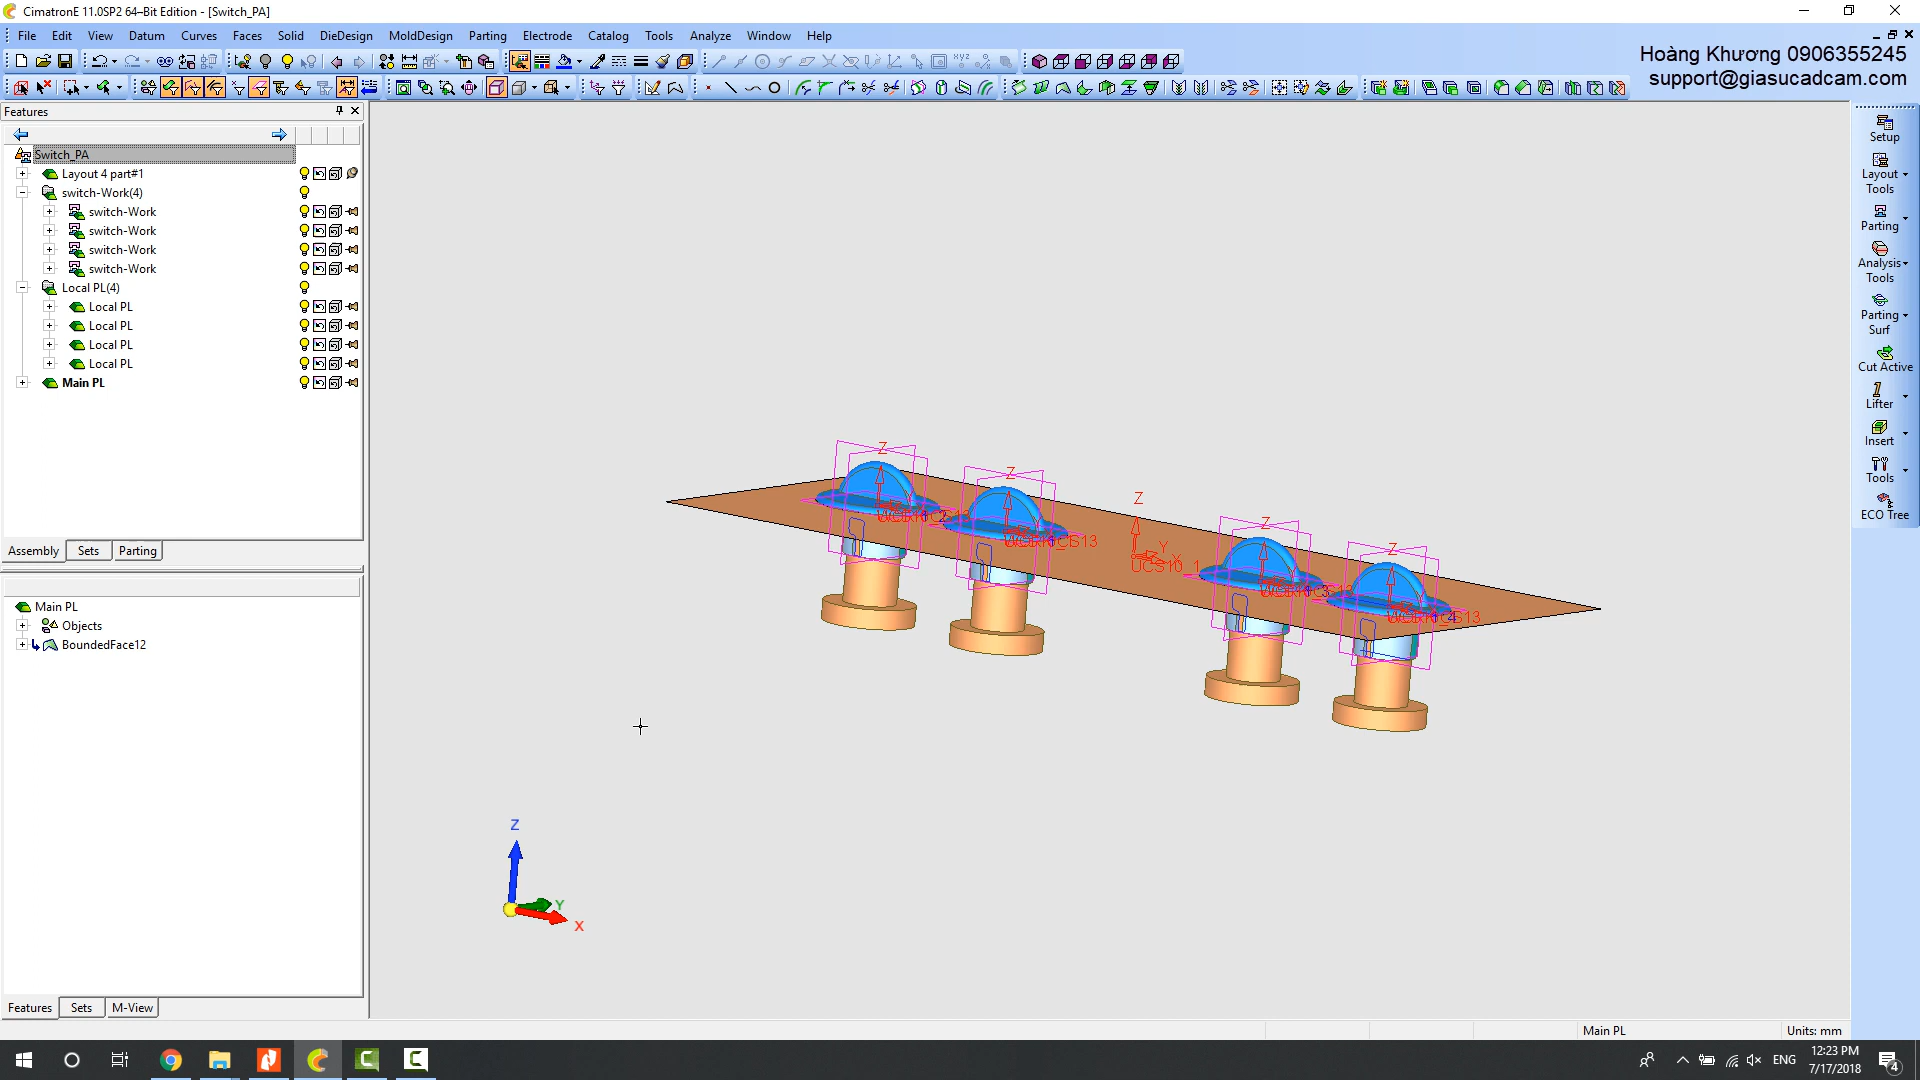 CimatronE 11.0SP2 64–Bit Edition - [Switch_PA]
File Edit View Datum Curves Faces Solid DieDesign MoldDesign Parting Electrode Catalog Tools Analyze Window Help
Hoàng Khương 0906355245
support@giasucadcam.com
Features
Switch_PA
Layout 4 part#1
switch-Work(4)
switch-Work
switch-Work
switch-Work
switch-Work
Local PL(4)
Local PL
Local PL
Local PL
Local PL
Main PL
Assembly Sets Parting
Main PL
Objects
BoundedFace12
Features Sets M-View
Z
Z
Z
Z
Z
Y
X
UCS10_1
Z
Y
X
Setup
Layout
Tools
Parting
Analysis
Tools
Parting
Surf
Cut Active
Lifter
Insert
Tools
ECO Tree
Main PL
Units: mm
ENG
12:23 PM
7/17/2018
4